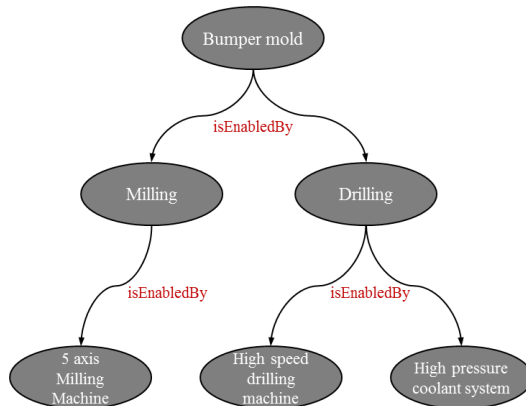 Bumper mold
isEnabledBy
Milling
Drilling
isEnabledBy
isEnabledBy
5 axis
Milling
Machine
High speed
drilling
machine
High pressure
coolant system